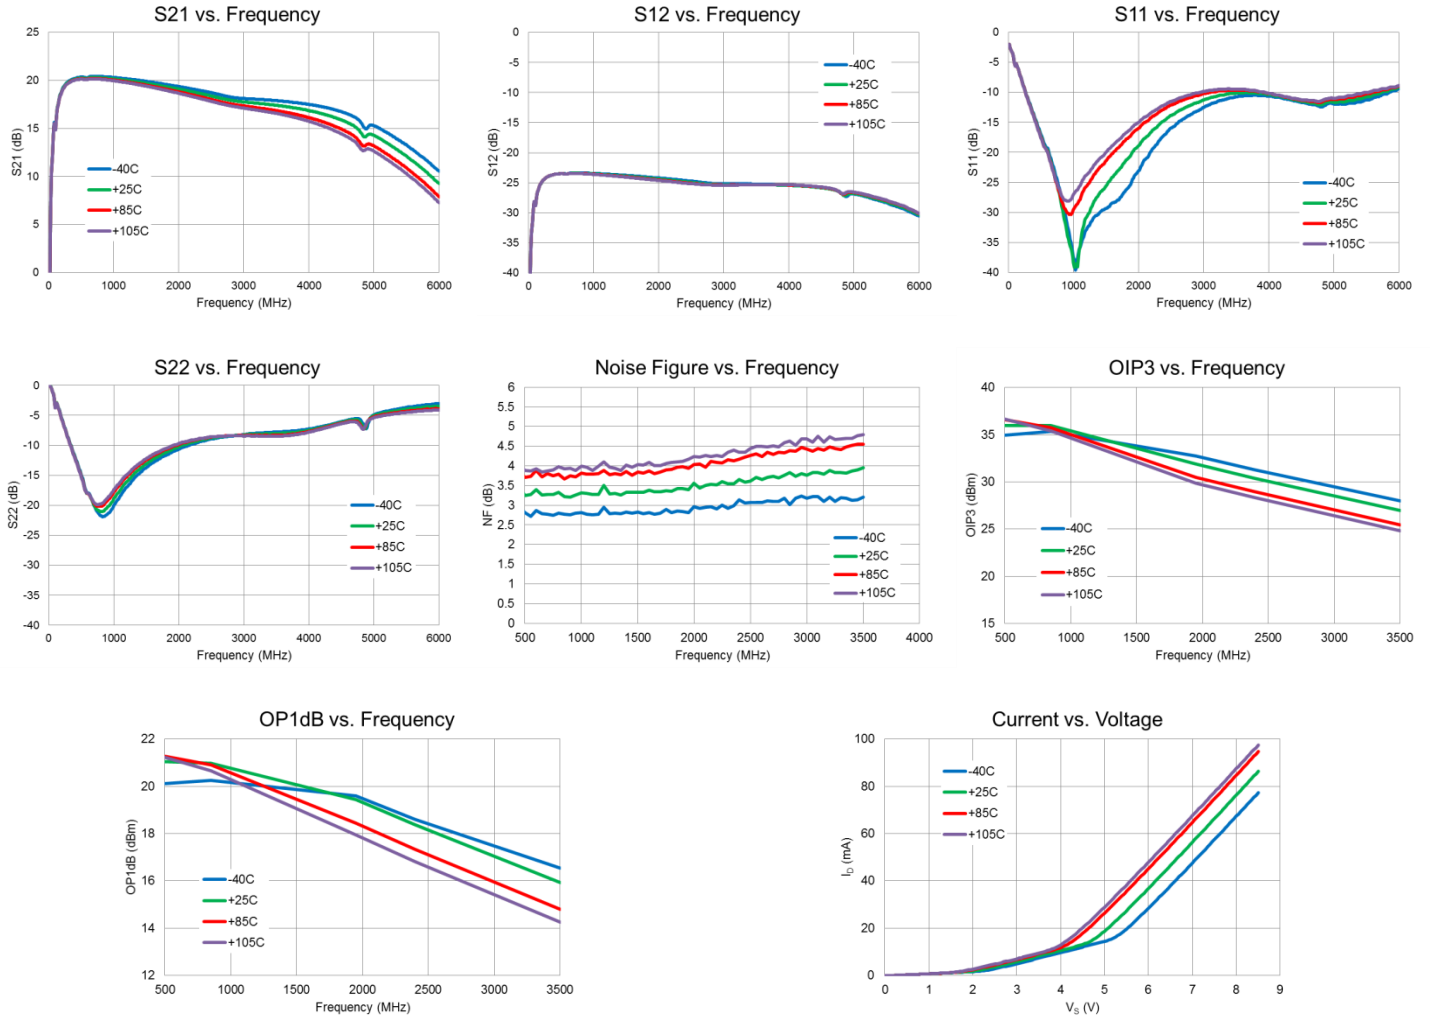 S21 vs. Frequency
25
20
15
10
5
0
S21 (dB)
-40C
+25C
+85C
+105C
0 1000 2000 3000 4000 5000 6000
Frequency (MHz)
S12 vs. Frequency
0
-5
-10
-15
-20
-25
-30
-35
-40
S12 (dB)
-40C
+25C
+85C
+105C
0 1000 2000 3000 4000 5000 6000
Frequency (MHz)
S11 vs. Frequency
0
-5
-10
-15
-20
-25
-30
-35
-40
S11 (dB)
-40C
+25C
+85C
+105C
0 1000 2000 3000 4000 5000 6000
Frequency (MHz)
S22 vs. Frequency
0
-5
-10
-15
-20
-25
-30
-35
-40
S22 (dB)
-40C
+25C
+85C
+105C
0 1000 2000 3000 4000 5000 6000
Frequency (MHz)
Noise Figure vs. Frequency
6
5.5
5
4.5
4
3.5
3
2.5
2
1.5
1
0.5
0
NF (dB)
-40C
+25C
+85C
+105C
500 1000 1500 2000 2500 3000 3500 4000
Frequency (MHz)
OIP3 vs. Frequency
40
35
30
25
20
15
OIP3 (dBm)
-40C
+25C
+85C
+105C
500 1000 1500 2000 2500 3000 3500
Frequency (MHz)
OP1dB vs. Frequency
22
20
18
16
14
12
OP1dB (dBm)
-40C
+25C
+85C
+105C
500 1000 1500 2000 2500 3000 3500
Frequency (MHz)
Current vs. Voltage
100
80
60
40
20
0
I_D (mA)
-40C
+25C
+85C
+105C
0 1 2 3 4 5 6 7 8 9
V_S (V)